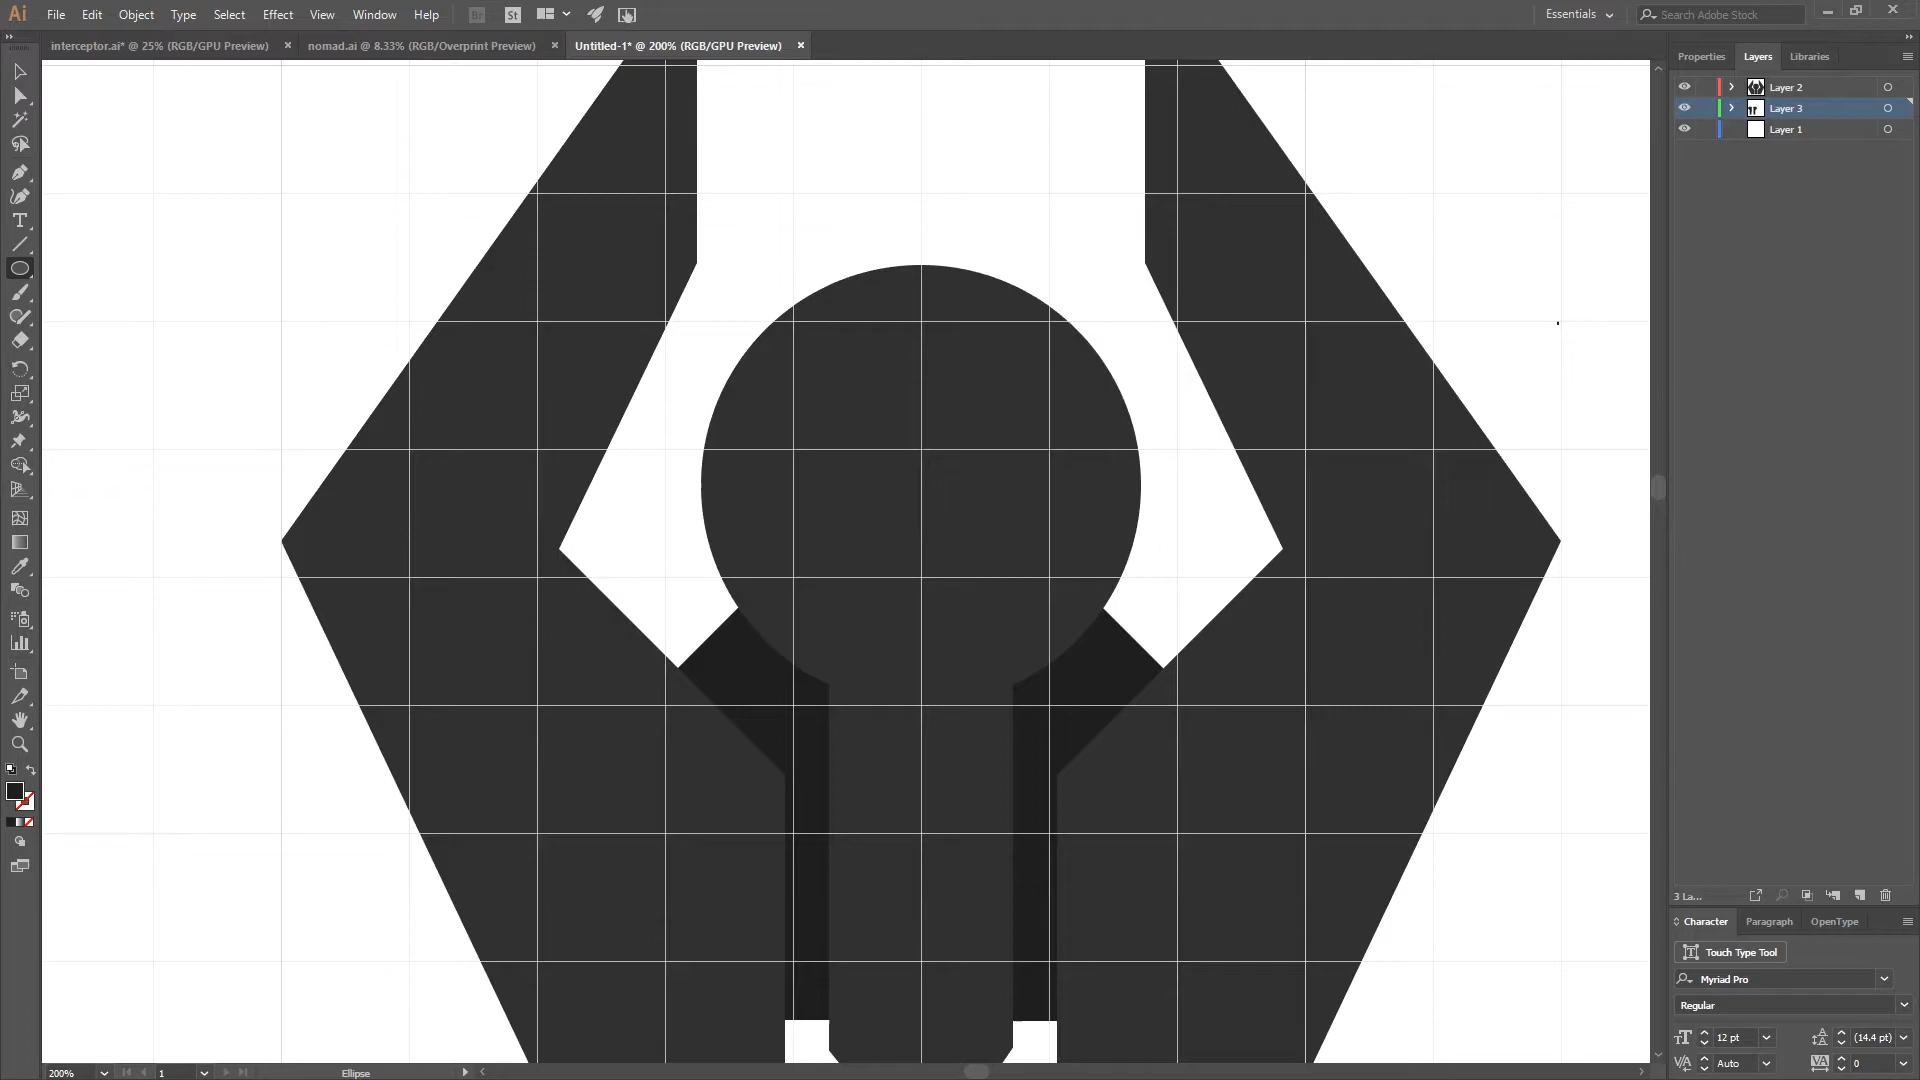 Ai File Edit Object Type Select Effect View Window Help Br St Essentials Search Adobe Stock
interceptor.ai* @ 25% (RGB/GPU Preview) × nomad.ai @ 8.33% (RGB/Overprint Preview) × Untitled-1* @ 200% (RGB/GPU Preview) ×
Properties Layers Libraries
Layer 2
Layer 3
Layer 1
3 La...
Character Paragraph OpenType
Touch Type Tool
Myriad Pro
Regular
12 pt (14.4 pt)
Auto 0
200% 1 Ellipse